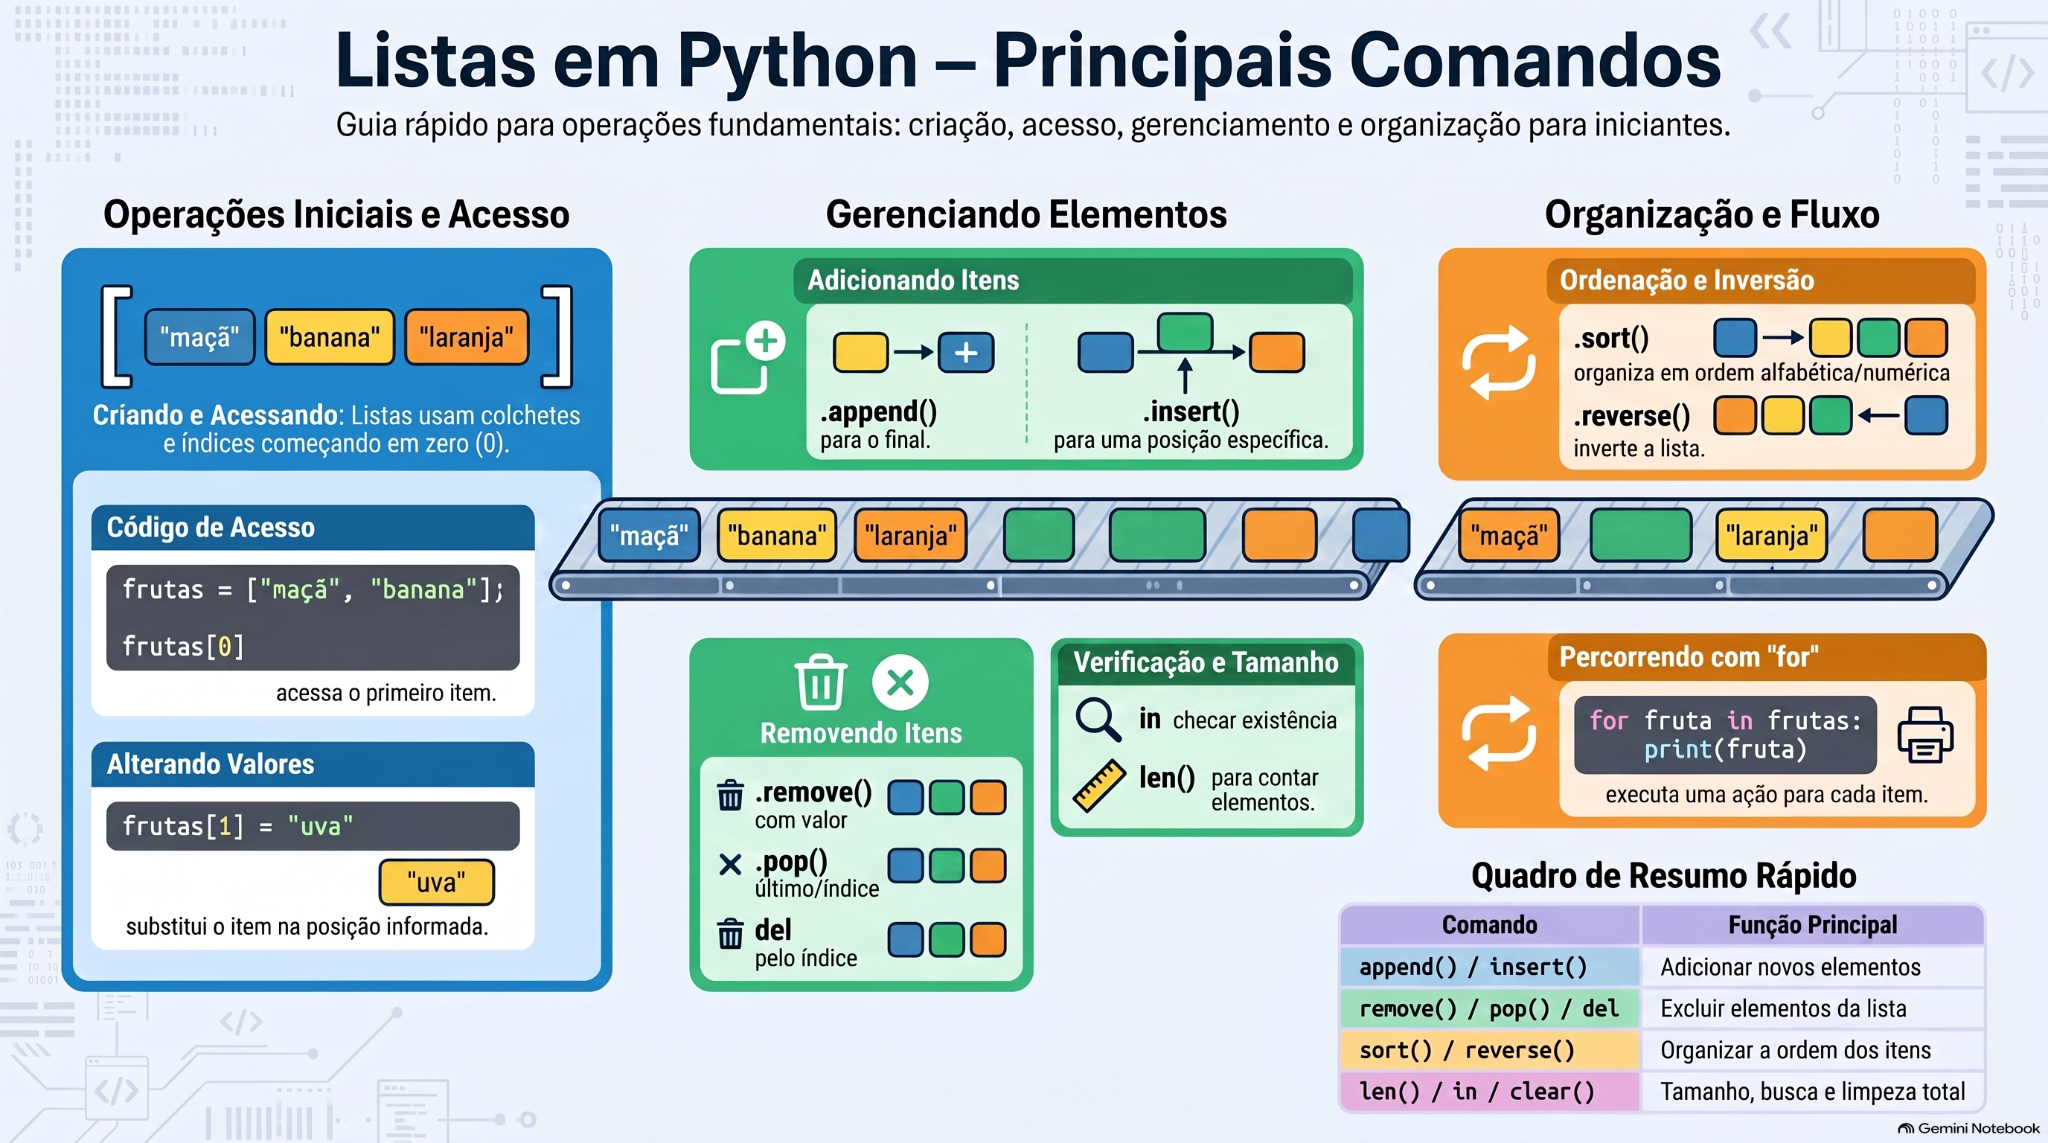 Listas em Python – Principais Comandos
Guia rápido para operações fundamentais: criação, acesso, gerenciamento e organização para iniciantes.
Operações Iniciais e Acesso
"maçã" "banana" "laranja"
Criando e Acessando: Listas usam colchetes
e índices começando em zero (0).
Código de Acesso
frutas = ["maçã", "banana"];
frutas[0]
acessa o primeiro item.
Alterando Valores
frutas[1] = "uva"
"uva"
substitui o item na posição informada.
Gerenciando Elementos
Adicionando Itens
.append()
para o final.
.insert()
para uma posição específica.
"maçã" "banana" "laranja"
Removendo Itens
.remove()
com valor
.pop()
último/índice
del
pelo índice
Verificação e Tamanho
in checar existência
len() para contar
elementos.
Organização e Fluxo
Ordenação e Inversão
.sort()
organiza em ordem alfabética/numérica
.reverse()
inverte a lista.
"maçã" "laranja"
Percorrendo com "for"
for fruta in frutas:
print(fruta)
executa uma ação para cada item.
Quadro de Resumo Rápido
Comando Função Principal
append() / insert() Adicionar novos elementos
remove() / pop() / del Excluir elementos da lista
sort() / reverse() Organizar a ordem dos itens
len() / in / clear() Tamanho, busca e limpeza total
Gemini Notebook